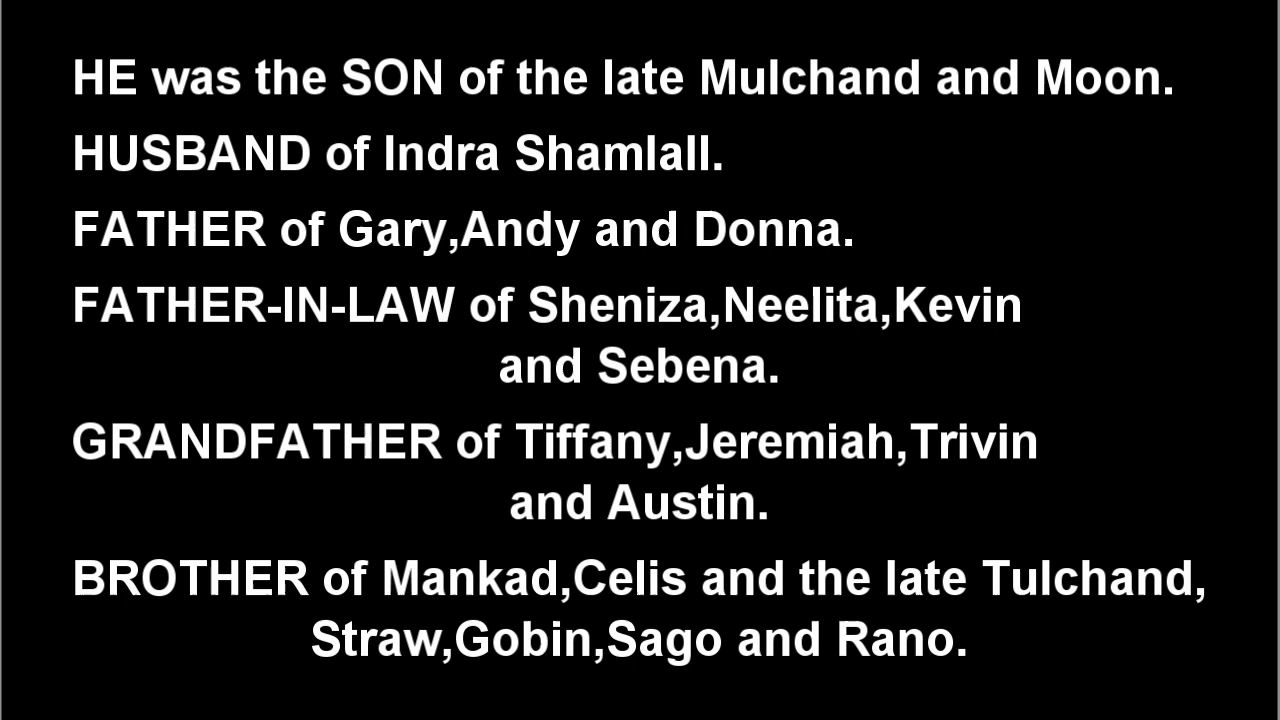 HE was the SON of the late Mulchand and Moon.
HUSBAND of Indra Shamlall.
FATHER of Gary,Andy and Donna.
FATHER-IN-LAW of Sheniza,Neelita,Kevin
and Sebena.
GRANDFATHER of Tiffany,Jeremiah,Trivin
and Austin.
BROTHER of Mankad,Celis and the late Tulchand,
Straw,Gobin,Sago and Rano.